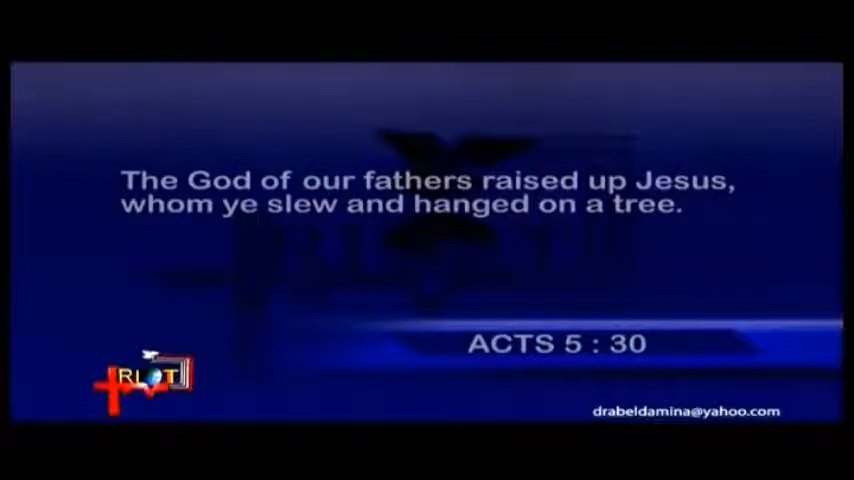 The God of our fathers raised up Jesus,
whom ye slew and hanged on a tree.
ACTS 5 : 30
RIOT
drabeldamina@yahoo.com